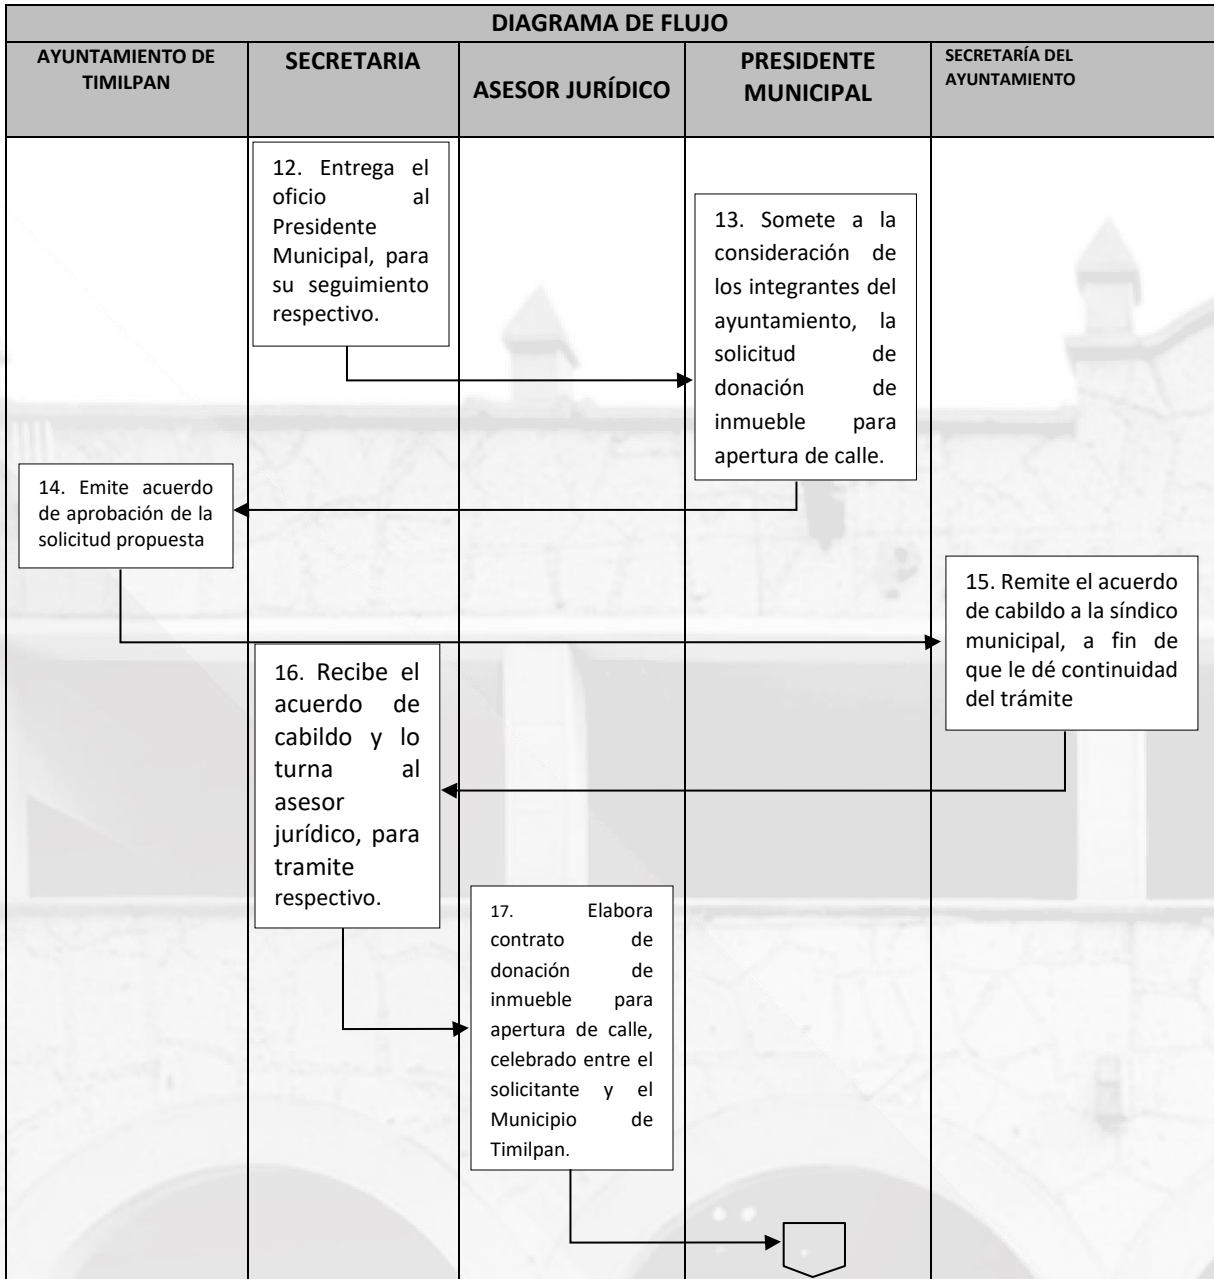 DIAGRAMA DE FLUJO
AYUNTAMIENTO DE
TIMILPAN
SECRETARIA
ASESOR JURÍDICO
PRESIDENTE
MUNICIPAL
SECRETARÍA DEL
AYUNTAMIENTO
12. Entrega el
oficio al
Presidente
Municipal, para
su seguimiento
respectivo.
13. Somete a la
consideración de
los integrantes del
ayuntamiento, la
solicitud de
donación de
inmueble para
apertura de calle.
14. Emite acuerdo
de aprobación de la
solicitud propuesta
15. Remite el acuerdo
de cabildo a la síndico
municipal, a fin de
que le dé continuidad
del trámite
16. Recibe el
acuerdo de
cabildo y lo
turna al
asesor
jurídico, para
tramite
respectivo.
17. Elabora
contrato de
donación de
inmueble para
apertura de calle,
celebrado entre el
solicitante y el
Municipio de
Timilpan.